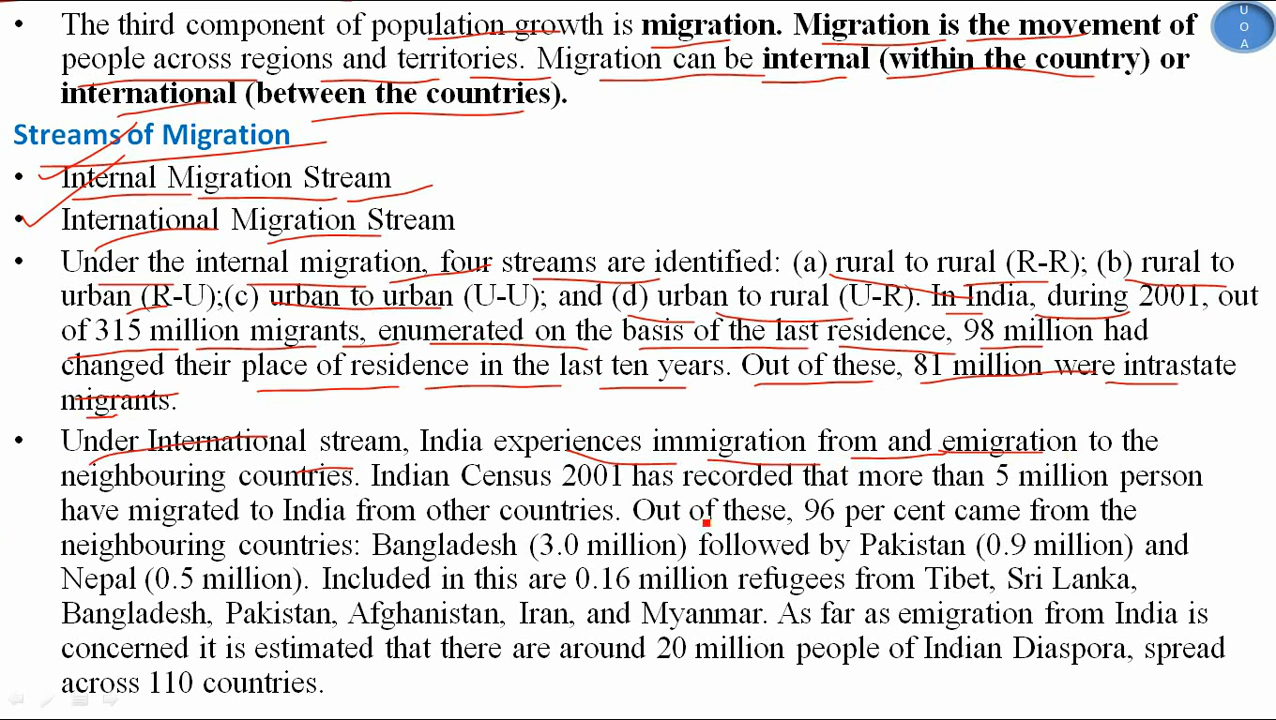 The third component of population growth is migration. Migration is the movement of
people across regions and territories. Migration can be internal (within the country) or
international (between the countries).
Streams of Migration
• Internal Migration Stream
• International Migration Stream
• Under the internal migration, four streams are identified: (a) rural to rural (R-R); (b) rural to
urban (R-U);(c) urban to urban (U-U); and (d) urban to rural (U-R). In India, during 2001, out
of 315 million migrants, enumerated on the basis of the last residence, 98 million had
changed their place of residence in the last ten years. Out of these, 81 million were intrastate
migrants.
• Under International stream, India experiences immigration from and emigration to the
neighbouring countries. Indian Census 2001 has recorded that more than 5 million person
have migrated to India from other countries. Out of these, 96 per cent came from the
neighbouring countries: Bangladesh (3.0 million) followed by Pakistan (0.9 million) and
Nepal (0.5 million). Included in this are 0.16 million refugees from Tibet, Sri Lanka,
Bangladesh, Pakistan, Afghanistan, Iran, and Myanmar. As far as emigration from India is
concerned it is estimated that there are around 20 million people of Indian Diaspora, spread
across 110 countries.
U
O
A